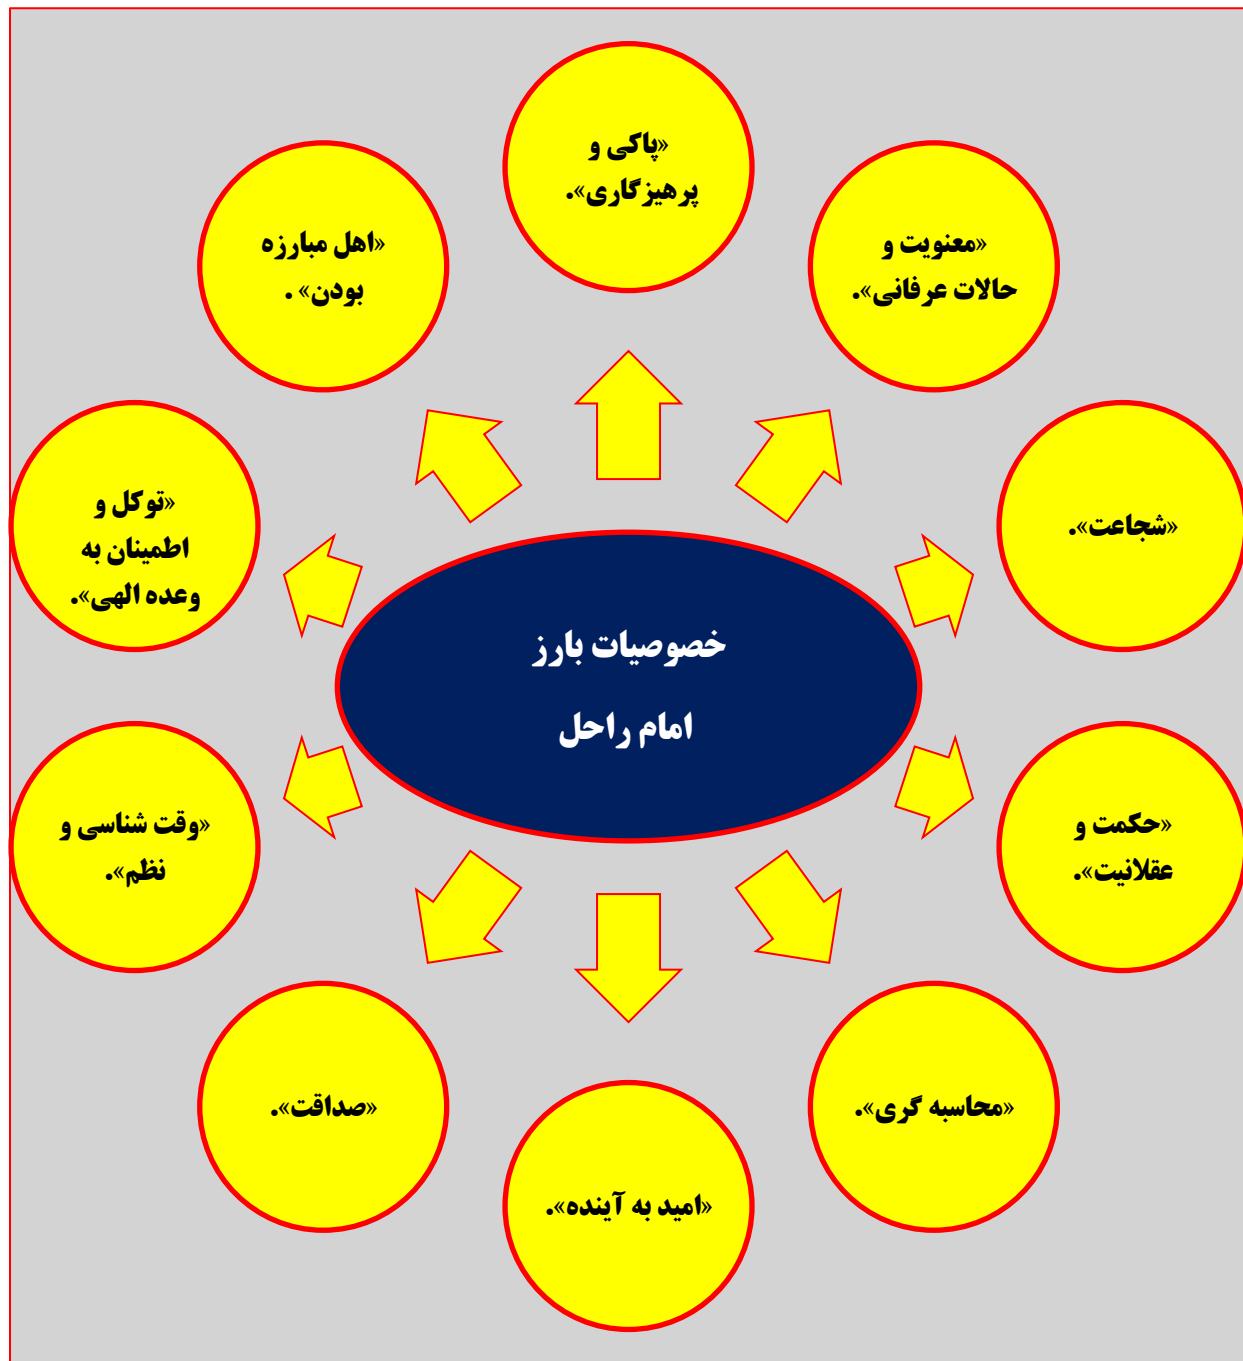 خصوصیات بارز
امام راحل
«پاکی و
پرهیزگاری».
«معنویت و
حالات عرفانی».
«شجاعت».
«حکمت و
عقلانیت».
«محاسبه گری».
«امید به آینده».
«صداقت».
«وقت شناسی و
نظم».
«توکل و
اطمینان به
وعده الهی».
«اهل مبارزه
بودن» .